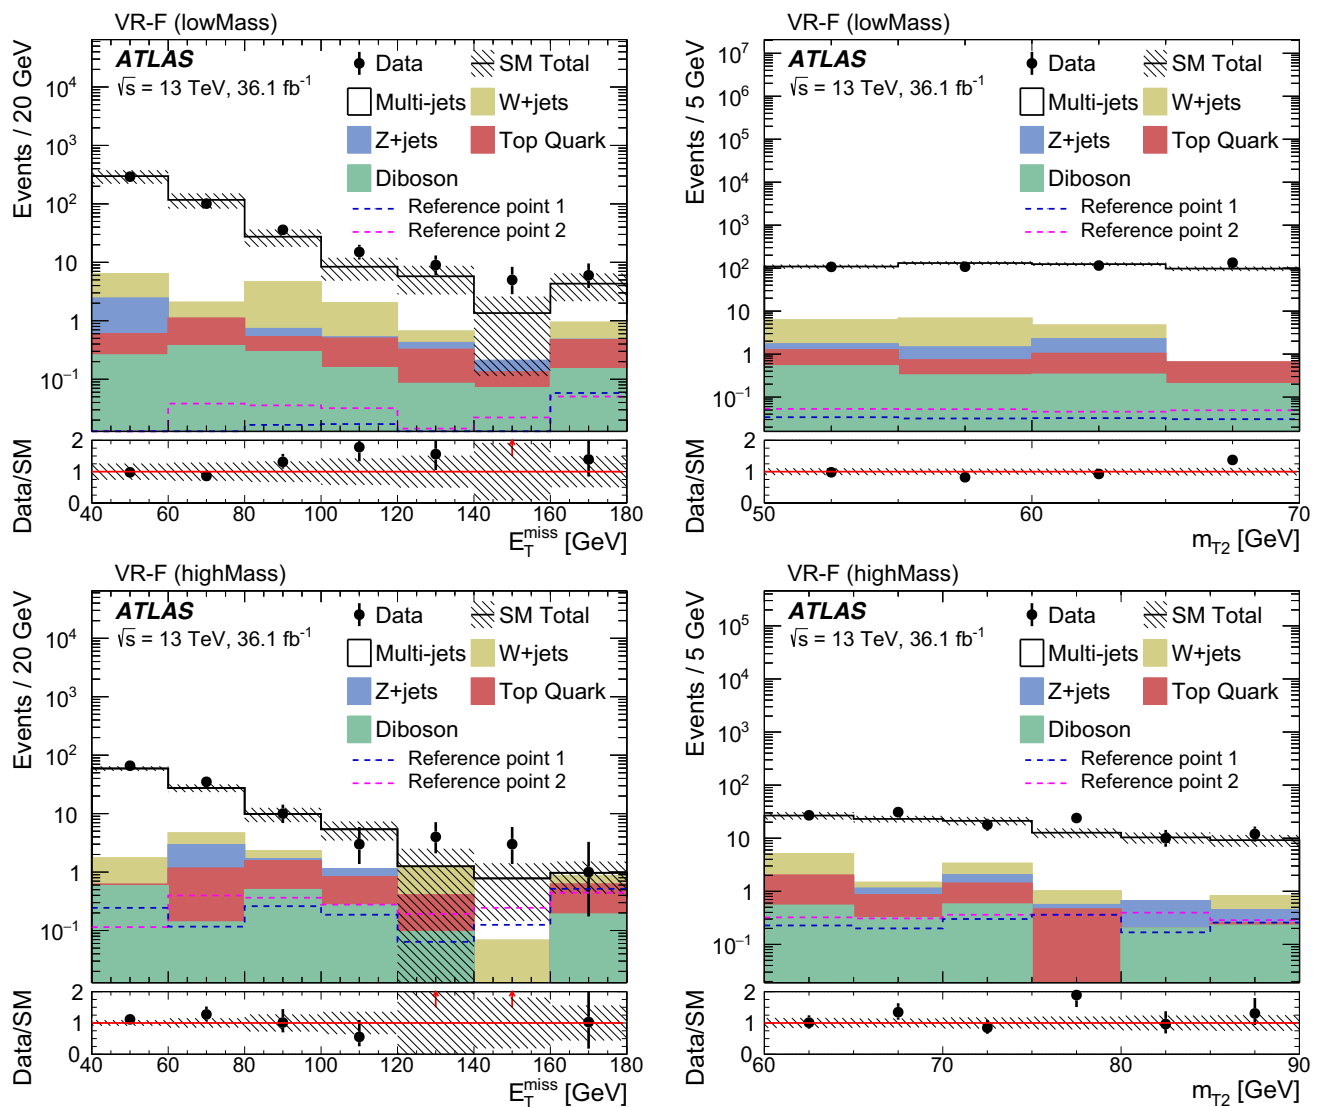 VR-F (lowMass)
ATLAS
√s = 13 TeV, 36.1 fb⁻¹
Data
SM Total
Multi-jets
W+jets
Z+jets
Top Quark
Diboson
Reference point 1
Reference point 2
Events / 20 GeV
10⁴
10³
10²
10
1
10⁻¹
Data/SM
2
1
0
40 60 80 100 120 140 160 180
E_T^miss [GeV]
VR-F (lowMass)
ATLAS
√s = 13 TeV, 36.1 fb⁻¹
Data
SM Total
Multi-jets
W+jets
Z+jets
Top Quark
Diboson
Reference point 1
Reference point 2
Events / 5 GeV
10⁷
10⁶
10⁵
10⁴
10³
10²
10
1
10⁻¹
Data/SM
2
1
0
50 60 70
m_T2 [GeV]
VR-F (highMass)
ATLAS
√s = 13 TeV, 36.1 fb⁻¹
Data
SM Total
Multi-jets
W+jets
Z+jets
Top Quark
Diboson
Reference point 1
Reference point 2
Events / 20 GeV
10⁴
10³
10²
10
1
10⁻¹
Data/SM
2
1
0
40 60 80 100 120 140 160 180
E_T^miss [GeV]
VR-F (highMass)
ATLAS
√s = 13 TeV, 36.1 fb⁻¹
Data
SM Total
Multi-jets
W+jets
Z+jets
Top Quark
Diboson
Reference point 1
Reference point 2
Events / 5 GeV
10⁵
10⁴
10³
10²
10
1
10⁻¹
Data/SM
2
1
0
60 70 80 90
m_T2 [GeV]